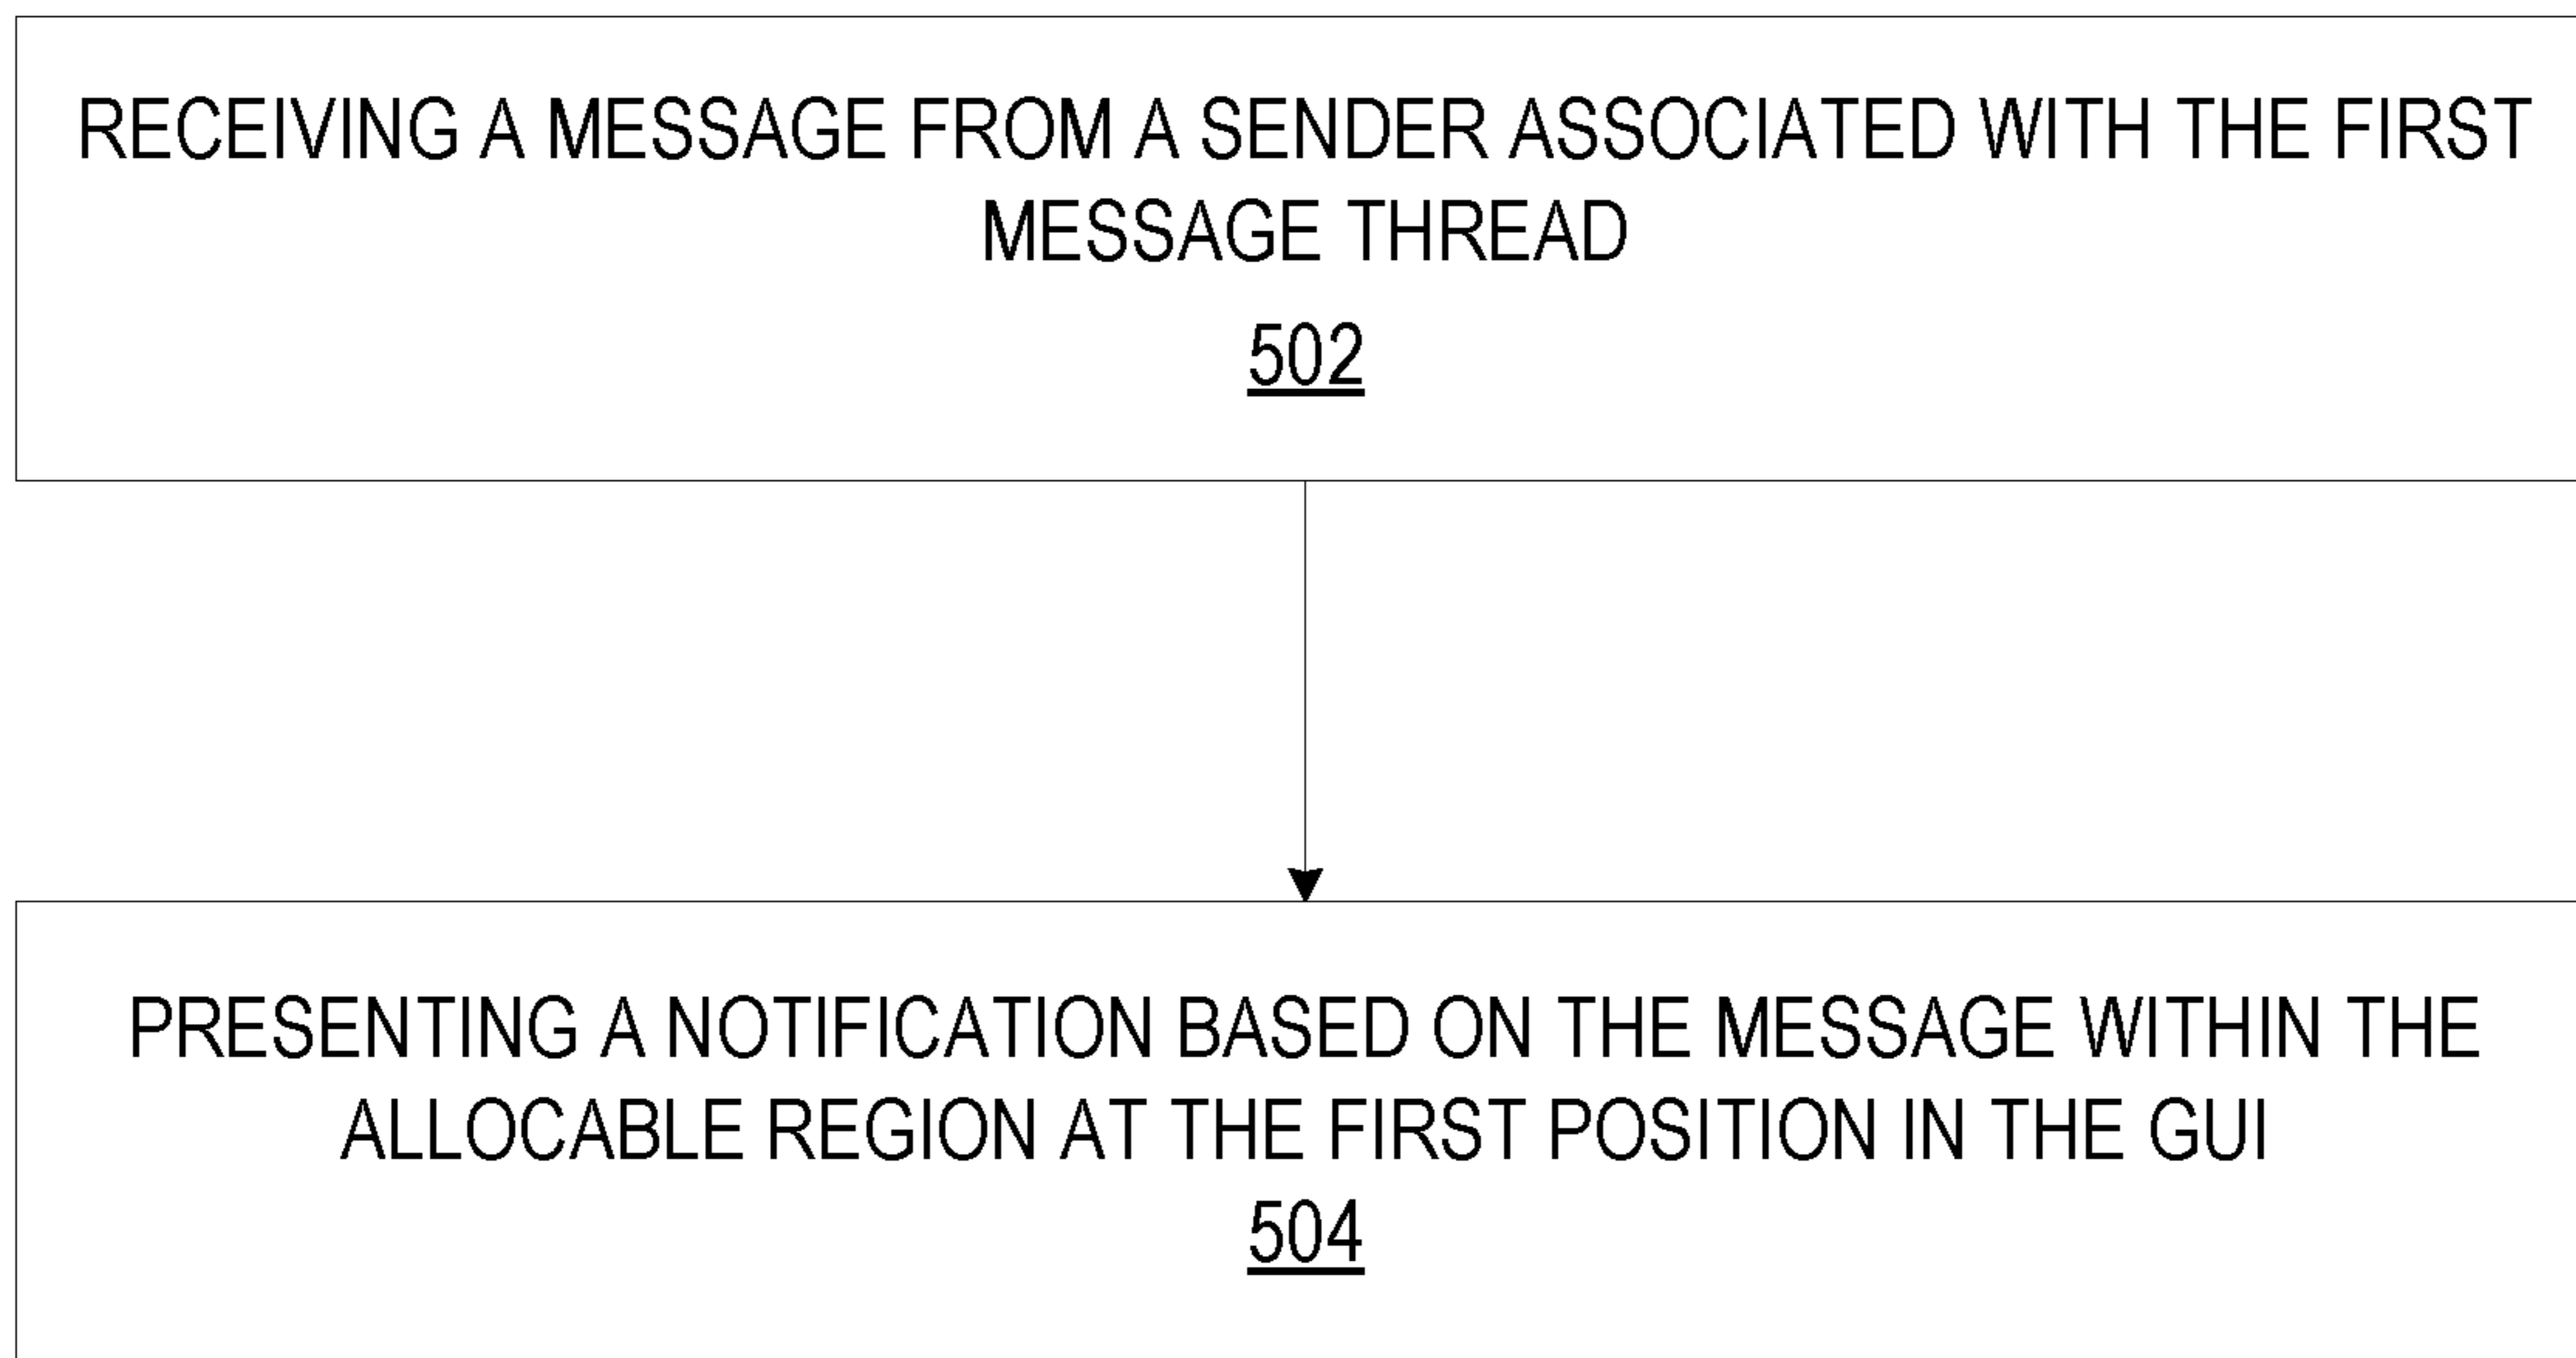 RECEIVING A MESSAGE FROM A SENDER ASSOCIATED WITH THE FIRST
MESSAGE THREAD
502
PRESENTING A NOTIFICATION BASED ON THE MESSAGE WITHIN THE
ALLOCABLE REGION AT THE FIRST POSITION IN THE GUI
504